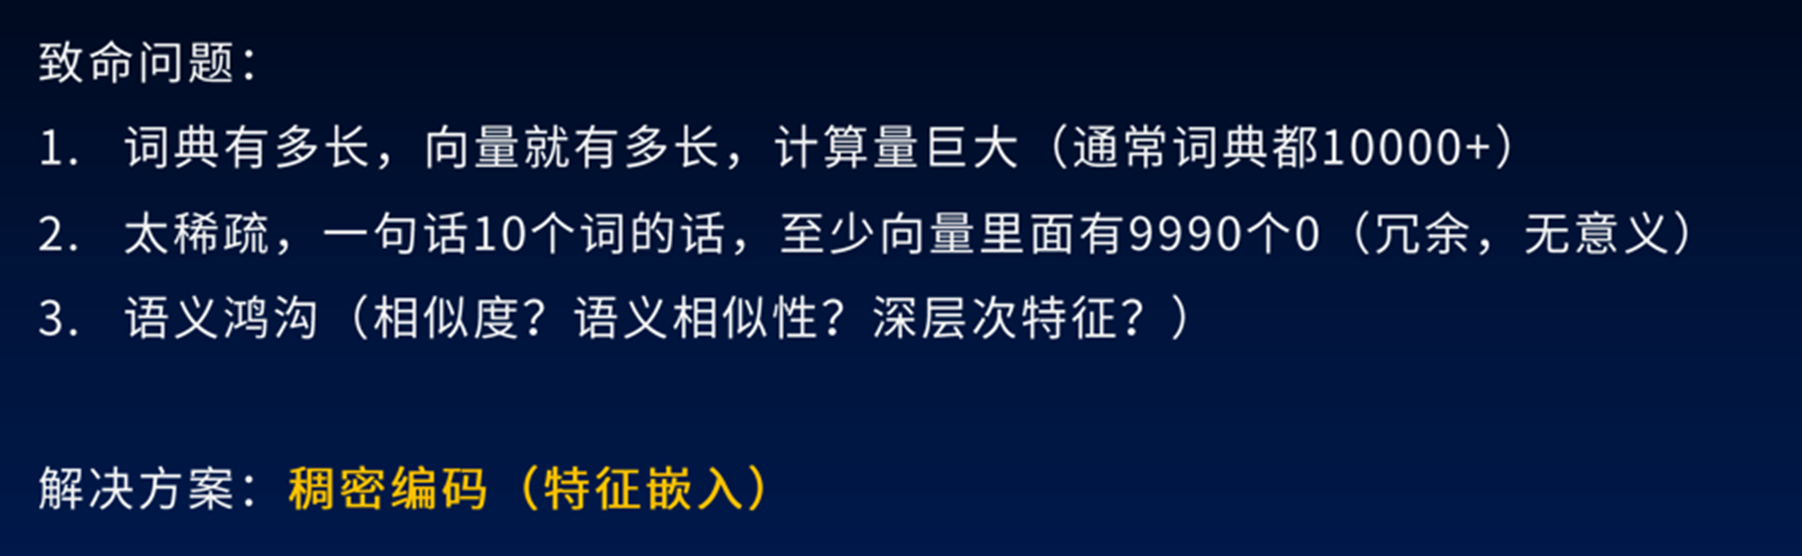 致命问题：
1. 词典有多长，向量就有多长，计算量巨大（通常词典都10000+）
2. 太稀疏，一句话10个词的话，至少向量里面有9990个0（冗余，无意义）
3. 语义鸿沟（相似度？语义相似性？深层次特征？）
解决方案：稠密编码（特征嵌入）